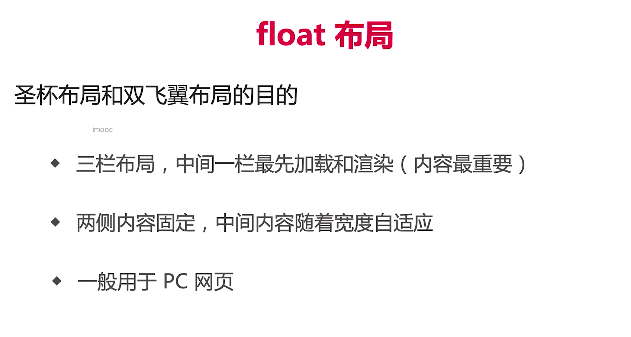 float 布局
圣杯布局和双飞翼布局的目的
imooc
三栏布局，中间一栏最先加载和渲染（内容最重要）
两侧内容固定，中间内容随着宽度自适应
一般用于 PC 网页